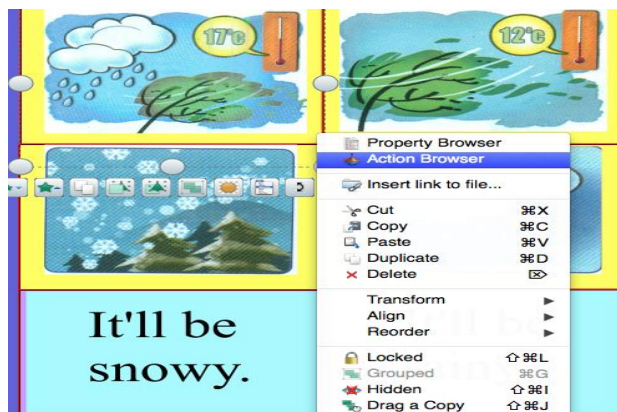 17°c
12°c
Property Browser
Action Browser
Insert link to file...
Cut ⌘X
Copy ⌘C
Paste ⌘V
Duplicate ⌘D
Delete ⌦
Transform
Align
Reorder
Locked ⇧⌘L
Grouped ⌘G
Hidden ⇧⌘I
Drag a Copy ⇧⌘J
It'll be
snowy.